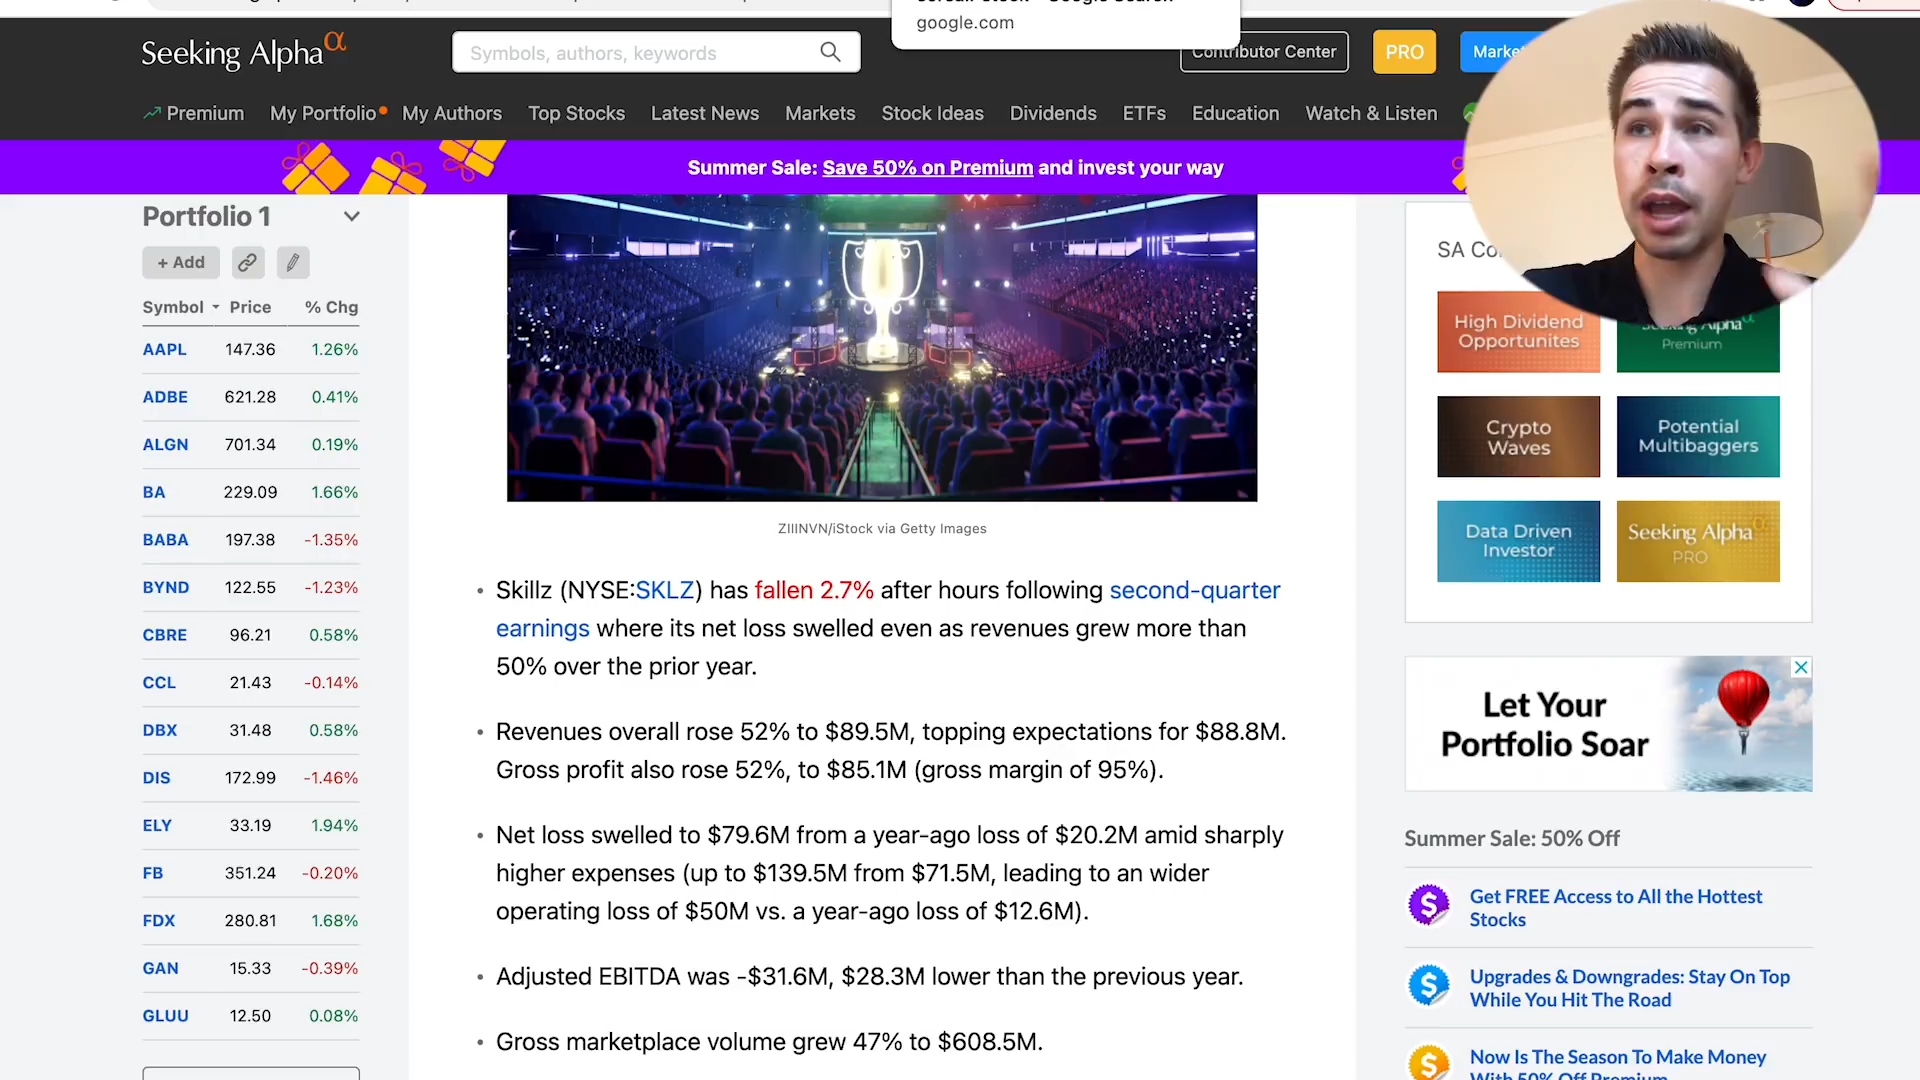 google.com
Seeking Alpha α
Symbols, authors, keywords
Contributor Center
PRO
Premium My Portfolio My Authors Top Stocks Latest News Markets Stock Ideas Dividends ETFs Education Watch & Listen
Summer Sale: Save 50% on Premium and invest your way
Portfolio 1
+ Add
Symbol Price % Chg
AAPL 147.36 1.26%
ADBE 621.28 0.41%
ALGN 701.34 0.19%
BA 229.09 1.66%
BABA 197.38 -1.35%
BYND 122.55 -1.23%
CBRE 96.21 0.58%
CCL 21.43 -0.14%
DBX 31.48 0.58%
DIS 172.99 -1.46%
ELY 33.19 1.94%
FB 351.24 -0.20%
FDX 280.81 1.68%
GAN 15.33 -0.39%
GLUU 12.50 0.08%
ZIIINVN/iStock via Getty Images
• Skillz (NYSE:SKLZ) has fallen 2.7% after hours following second-quarter
earnings where its net loss swelled even as revenues grew more than
50% over the prior year.
• Revenues overall rose 52% to $89.5M, topping expectations for $88.8M.
Gross profit also rose 52%, to $85.1M (gross margin of 95%).
• Net loss swelled to $79.6M from a year-ago loss of $20.2M amid sharply
higher expenses (up to $139.5M from $71.5M, leading to an wider
operating loss of $50M vs. a year-ago loss of $12.6M).
• Adjusted EBITDA was -$31.6M, $28.3M lower than the previous year.
• Gross marketplace volume grew 47% to $608.5M.
SA
High Dividend
Opportunites
Seeking Alpha α
Premium
Crypto
Waves
Potential
Multibaggers
Data Driven
Investor
Seeking Alpha α
PRO
Let Your
Portfolio Soar
Summer Sale: 50% Off
Get FREE Access to All the Hottest
Stocks
Upgrades & Downgrades: Stay On Top
While You Hit The Road
Now Is The Season To Make Money
With 50% Off Premium